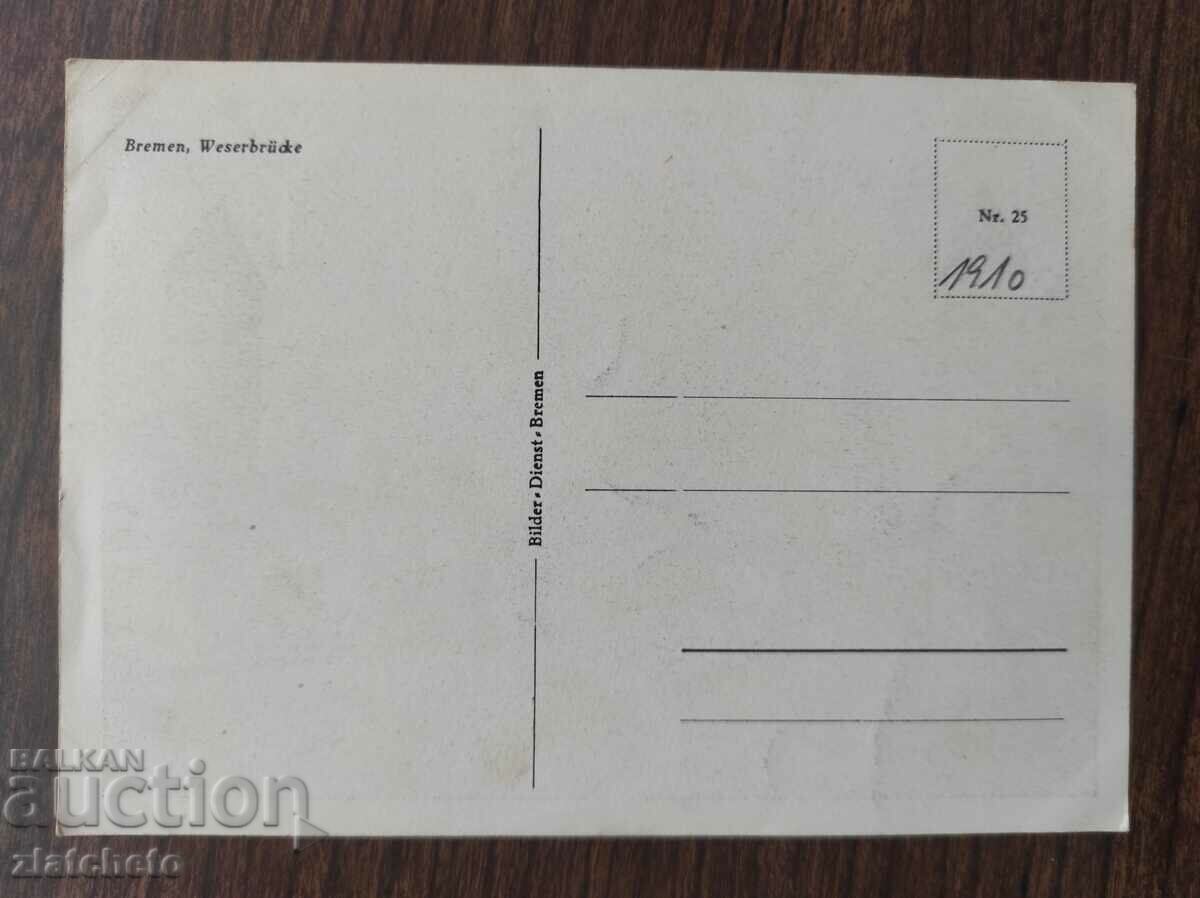 Bremen, Weserbrücke
Bilder-Dienst-Bremen
Nr. 25
1910
BALKAN
auction
zlatcheto